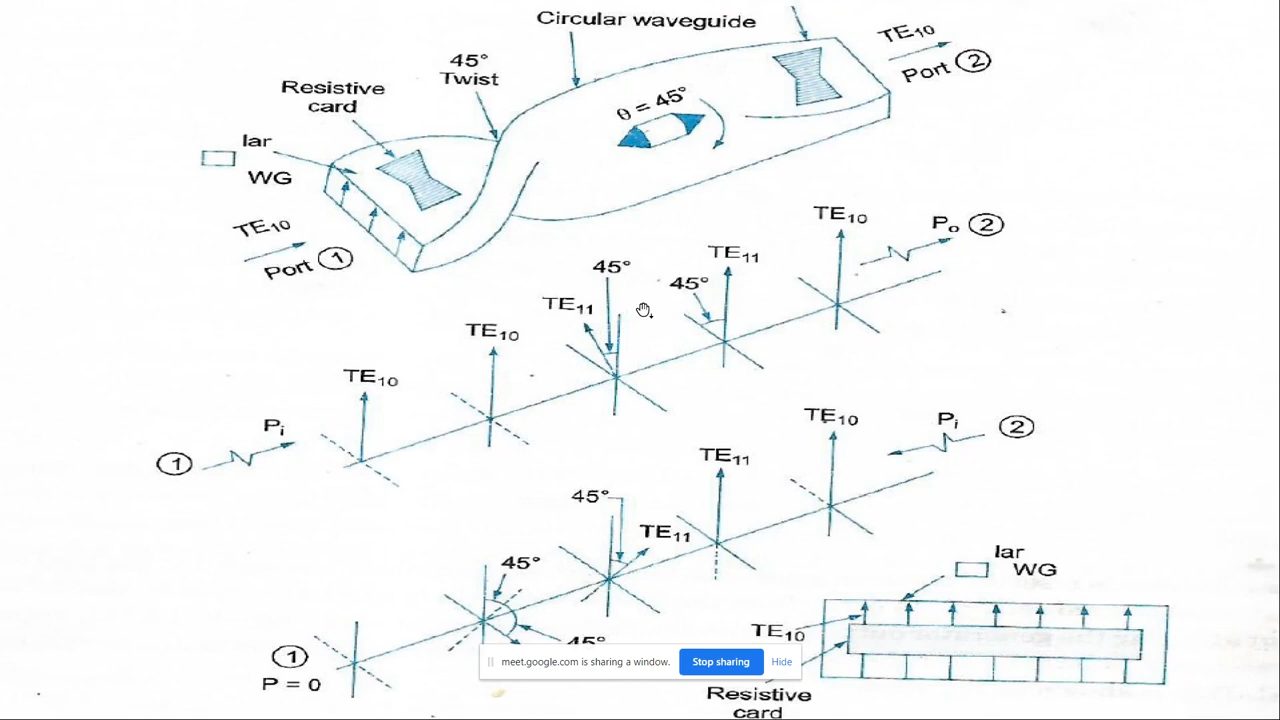 Circular waveguide
TE10
Port 2
45°
Twist
Resistive
card
θ = 45°
lar
WG
TE10
Port 1
TE10
Po 2
TE11
45°
45°
TE11
TE10
TE10
Pi
1
TE10
Pi
2
TE11
45°
TE11
45°
lar
WG
TE10
45°
1
P = 0
Resistive
card
meet.google.com is sharing a window.
Stop sharing
Hide